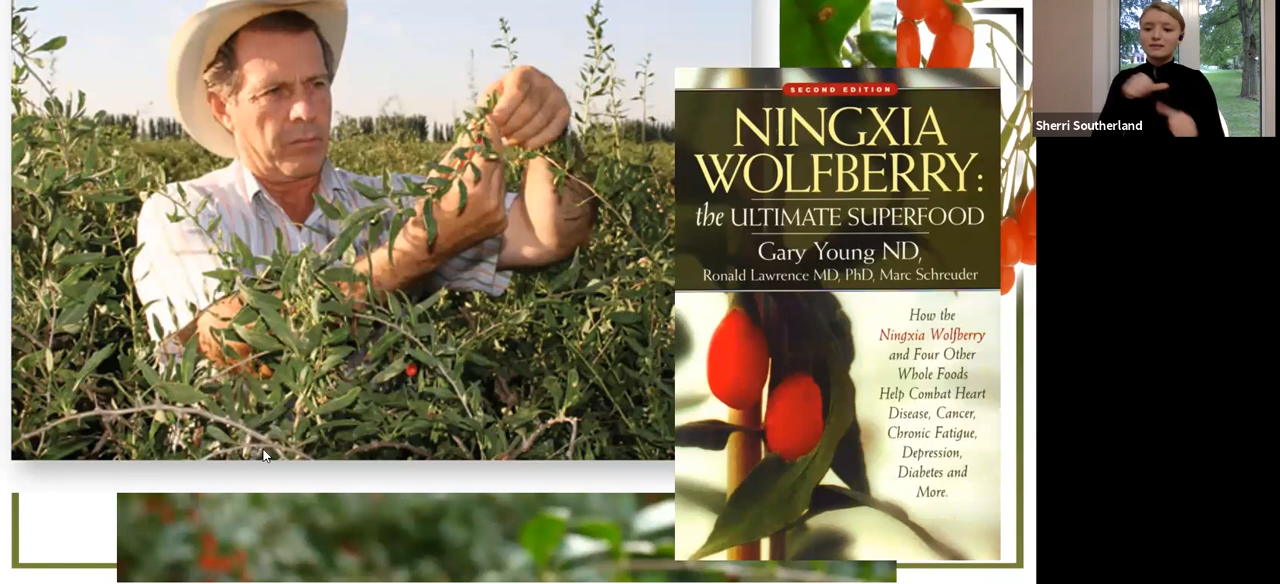 SECOND EDITION
NINGXIA
WOLFBERRY:
the ULTIMATE SUPERFOOD
Gary Young ND,
Ronald Lawrence MD, PhD, Marc Schreuder
How the
Ningxia Wolfberry
and Four Other
Whole Foods
Help Combat Heart
Disease, Cancer,
Chronic Fatigue,
Depression,
Diabetes and
More.
Sherri Southerland